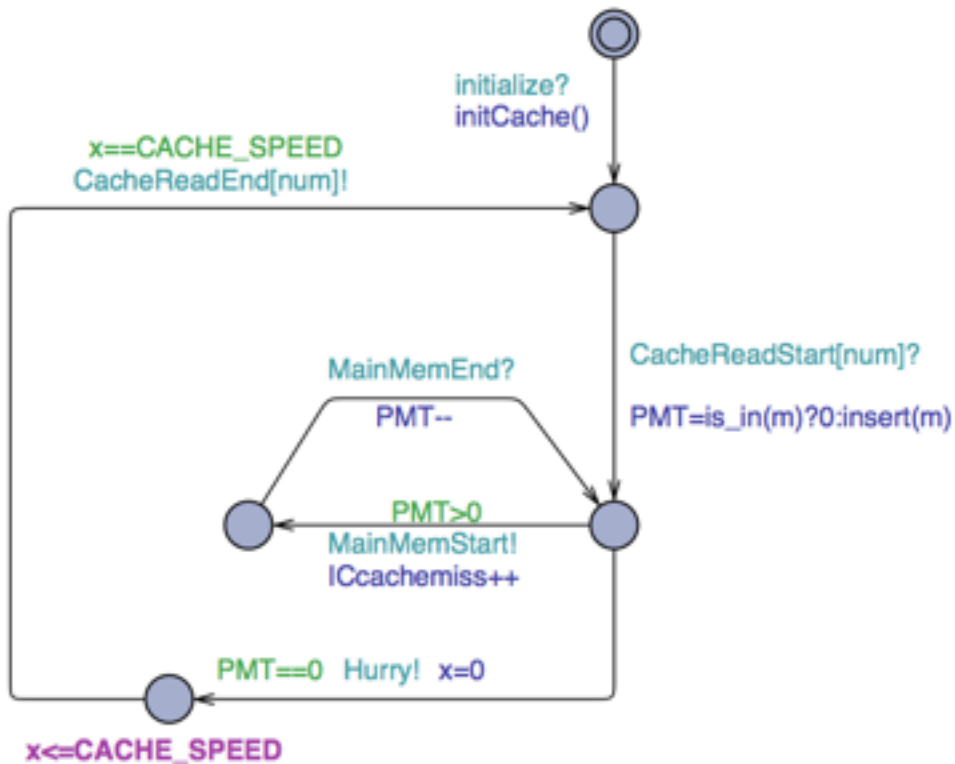 initialize?
initCache()
x==CACHE_SPEED
CacheReadEnd[num]!
CacheReadStart[num]?
MainMemEnd?
PMT--
PMT=is_in(m)?0:insert(m)
PMT>0
MainMemStart!
ICcachemiss++
PMT==0 Hurry! x=0
x<=CACHE_SPEED